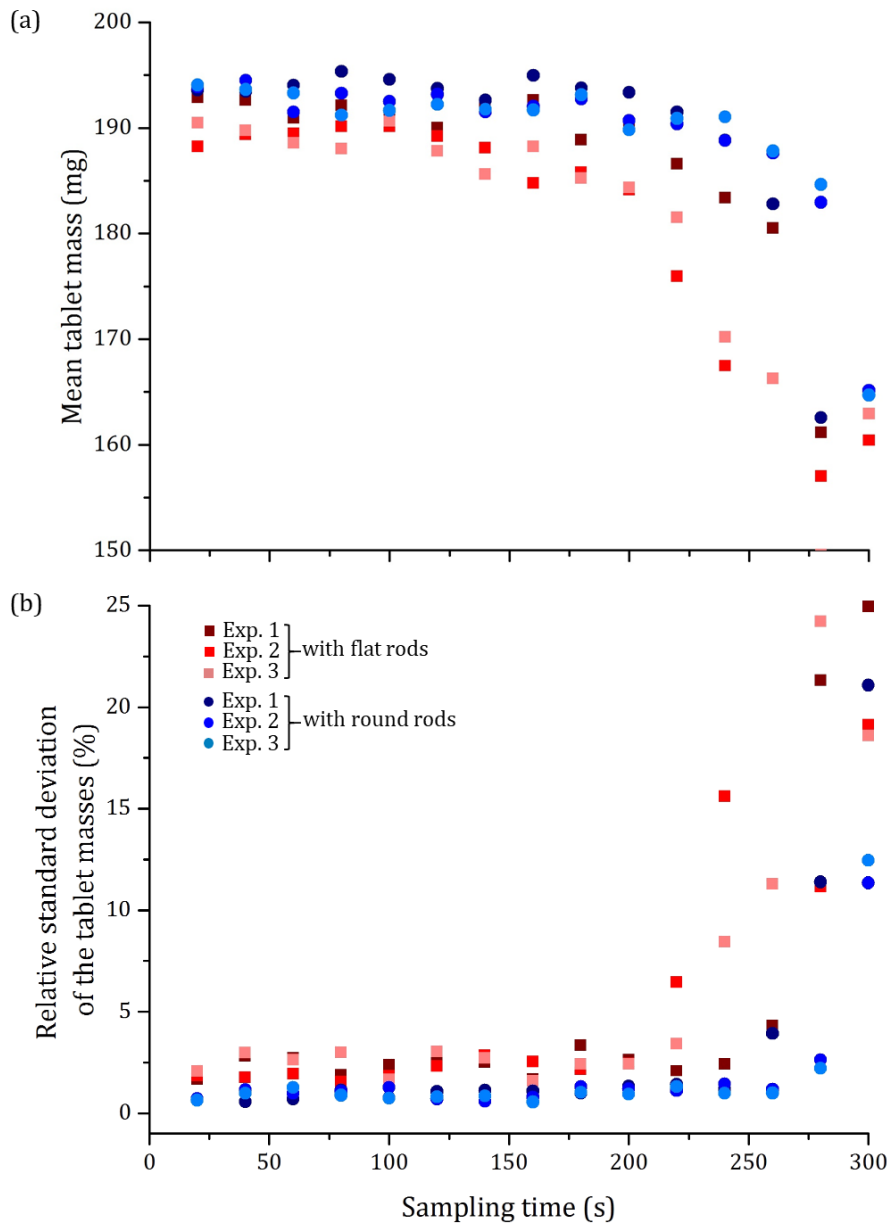 (a)
200
190
180
170
160
150
Mean tablet mass (mg)
(b)
25
20
15
10
5
0
Relative standard deviation
of the tablet masses (%)
Exp. 1
Exp. 2
Exp. 3
with flat rods
Exp. 1
Exp. 2
Exp. 3
with round rods
0 50 100 150 200 250 300
Sampling time (s)